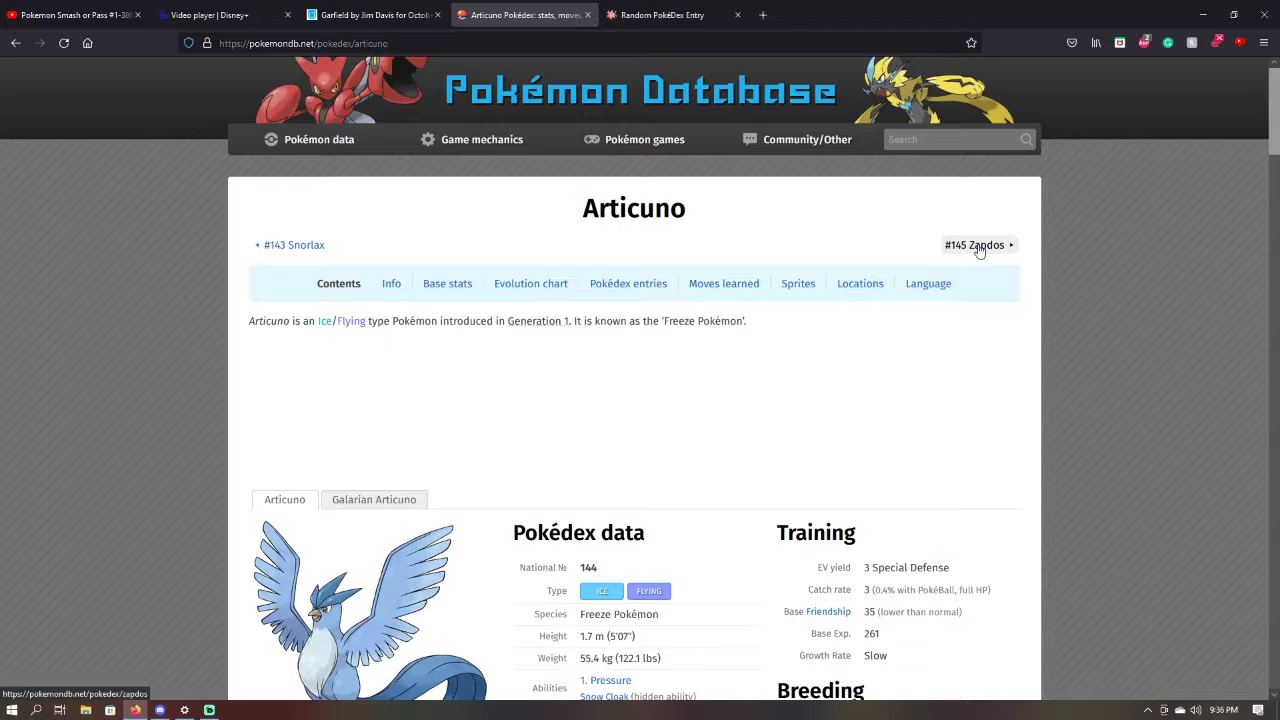 Pokemon Smash or Pass #1-38
Video player | Disney+
Garfield by Jim Davis for October
Articuno Pokédex: stats, moves,
Random PokéDex Entry
https://pokemondb.net/pokedex/articuno
Pokémon Database
Pokémon data
Game mechanics
Pokémon games
Community/Other
Search
Articuno
#143 Snorlax
#145 Zapdos
Contents
Info
Base stats
Evolution chart
Pokédex entries
Moves learned
Sprites
Locations
Language
Articuno is an Ice/Flying type Pokémon introduced in Generation 1. It is known as the ‘Freeze Pokémon’.
Articuno
Galarian Articuno
Pokédex data
National № 144
Type ICE FLYING
Species Freeze Pokémon
Height 1.7 m (5′07″)
Weight 55.4 kg (122.1 lbs)
Abilities 1. Pressure
Snow Cloak (hidden ability)
Training
EV yield 3 Special Defense
Catch rate 3 (0.4% with PokéBall, full HP)
Base Friendship 35 (lower than normal)
Base Exp. 261
Growth Rate Slow
Breeding
https://pokemondb.net/pokedex/zapdos
9:36 PM